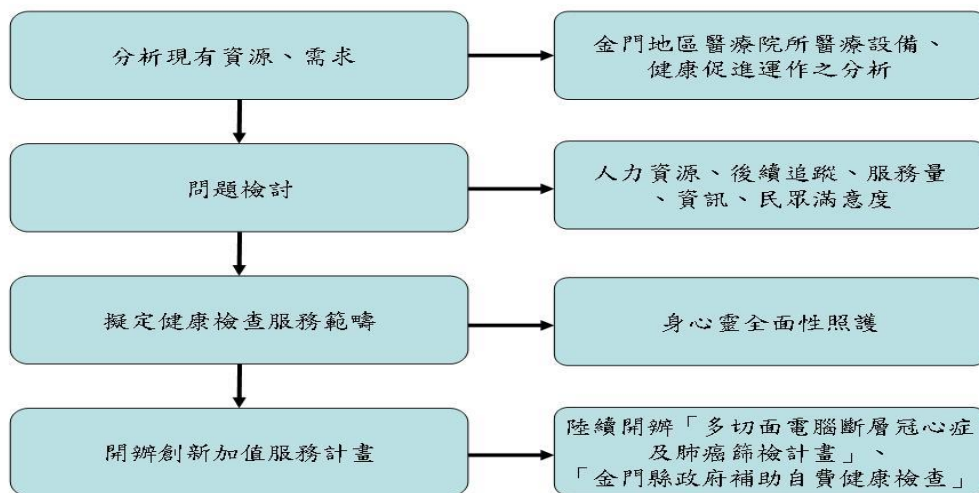 分析現有資源、需求
金門地區醫療院所醫療設備、
健康促進運作之分析
問題檢討
人力資源、後續追蹤、服務量
、資訊、民眾滿意度
擬定健康檢查服務範疇
身心靈全面性照護
開辦創新加值服務計畫
陸續開辦「多切面電腦斷層冠心症
及肺癌篩檢計畫」、
「金門縣政府補助自費健康檢查」